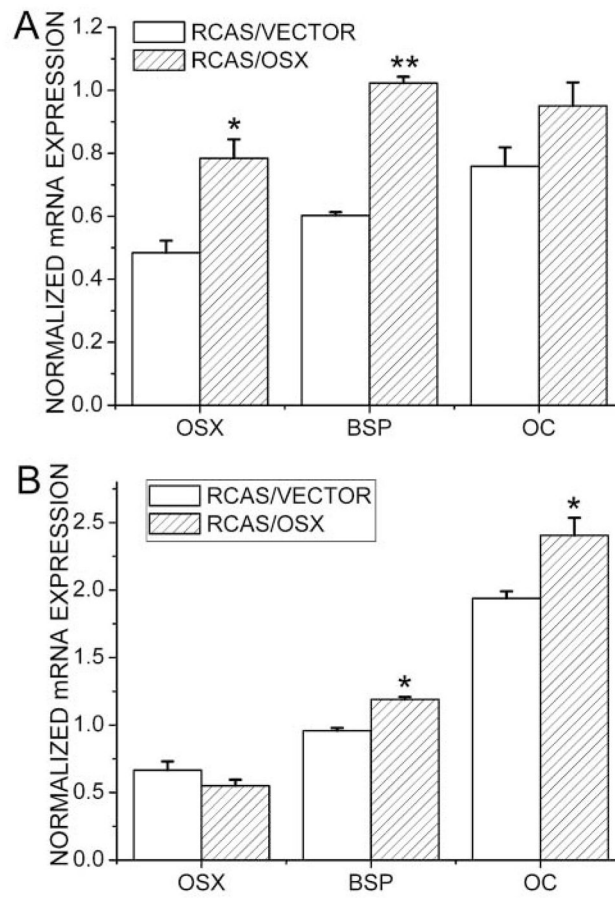 A
RCAS/VECTOR
RCAS/OSX
NORMALIZED mRNA EXPRESSION
1.2
1.0
0.8
0.6
0.4
0.2
0.0
*
**
OSX BSP OC
B
RCAS/VECTOR
RCAS/OSX
NORMALIZED mRNA EXPRESSION
2.5
2.0
1.5
1.0
0.5
0.0
*
*
OSX BSP OC